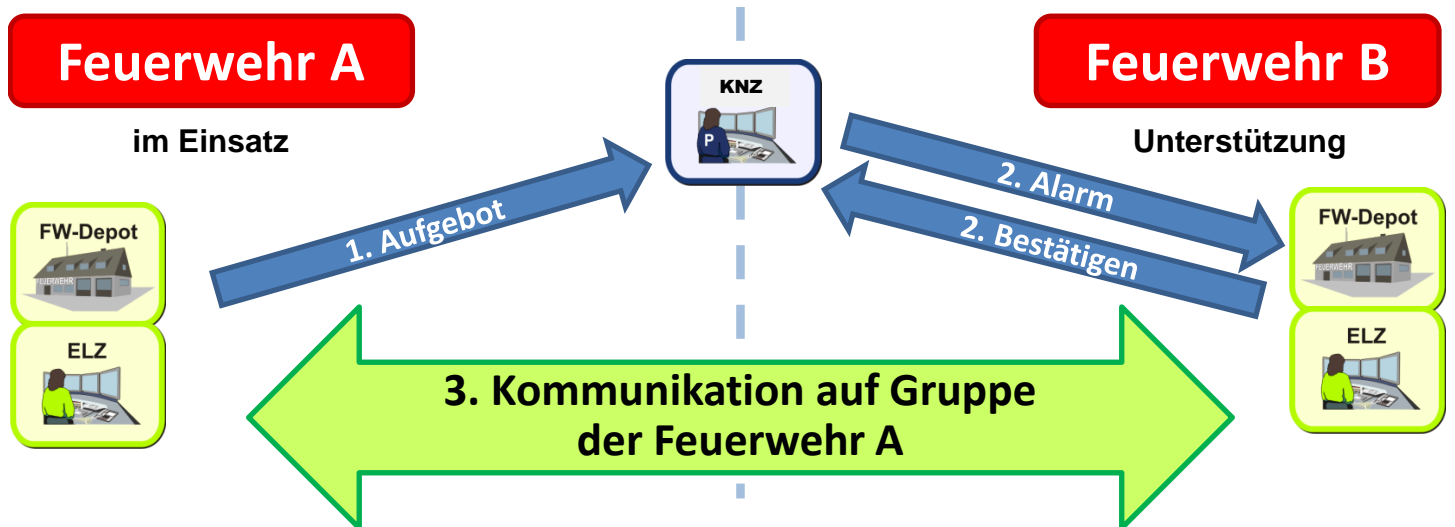 Feuerwehr A
im Einsatz
KNZ
P
Feuerwehr B
Unterstützung
1. Aufgebot
2. Alarm
2. Bestätigen
FW-Depot
FEUERWEHR
ELZ
FW-Depot
FEUERWEHR
ELZ
3. Kommunikation auf Gruppe
der Feuerwehr A